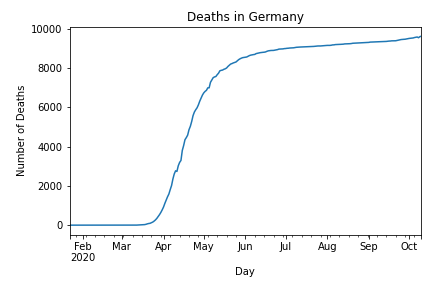 Deaths in Germany
Number of Deaths
10000
8000
6000
4000
2000
0
Feb Mar Apr May Jun Jul Aug Sep Oct
2020
Day